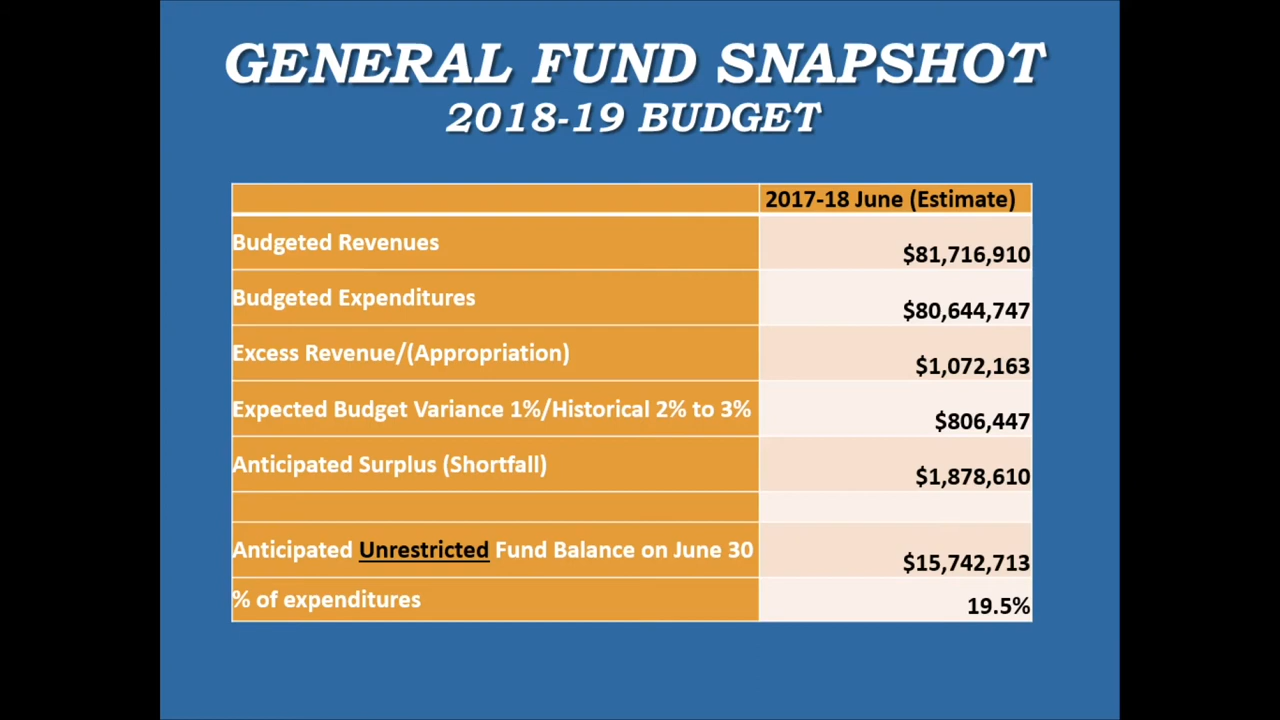 GENERAL FUND SNAPSHOT
2018-19 BUDGET
2017-18 June (Estimate)
Budgeted Revenues $81,716,910
Budgeted Expenditures $80,644,747
Excess Revenue/(Appropriation) $1,072,163
Expected Budget Variance 1%/Historical 2% to 3% $806,447
Anticipated Surplus (Shortfall) $1,878,610
Anticipated Unrestricted Fund Balance on June 30 $15,742,713
% of expenditures 19.5%